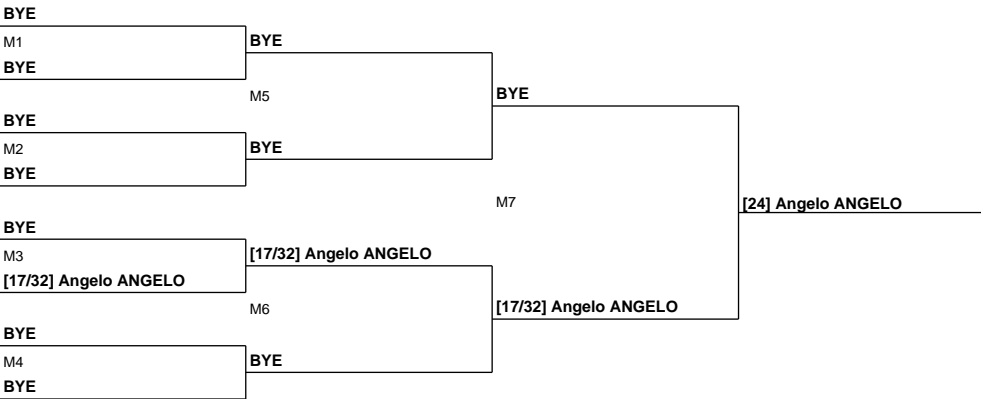 BYE
M1
BYE
BYE
M5
BYE
BYE
M2
BYE
BYE
M7
[24] Angelo ANGELO
BYE
M3
[17/32] Angelo ANGELO
[17/32] Angelo ANGELO
M6
[17/32] Angelo ANGELO
BYE
M4
BYE
BYE